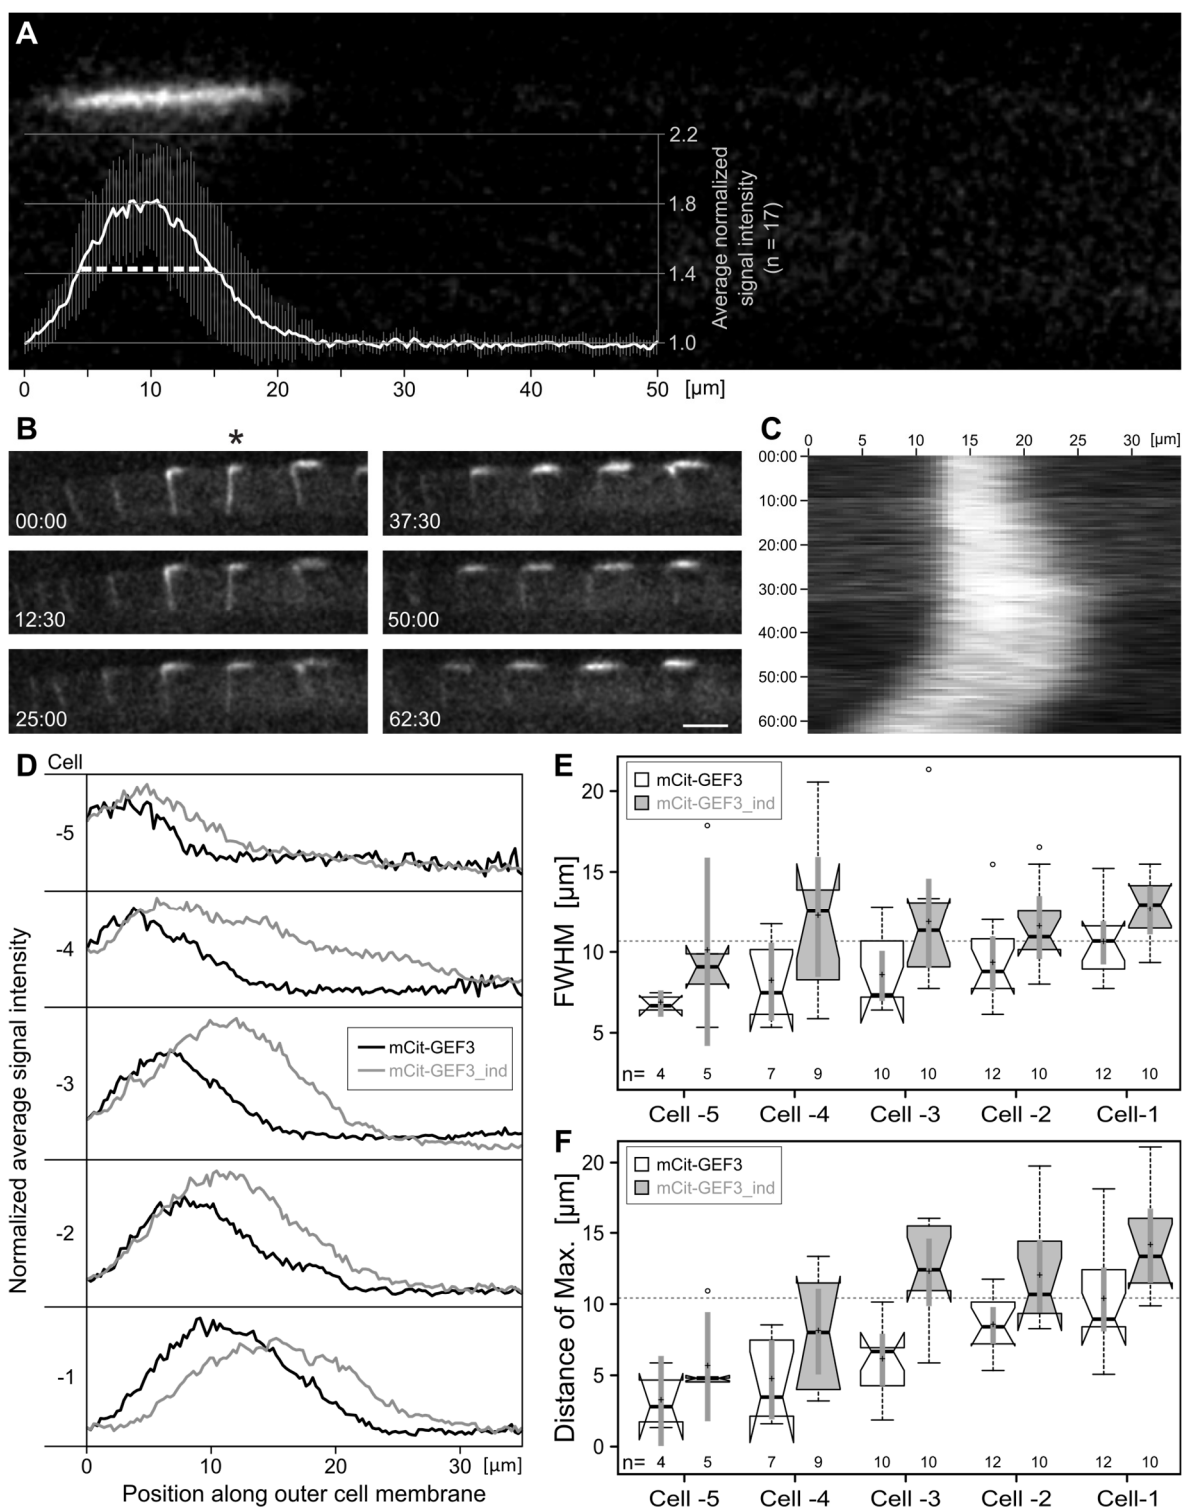 A
2.2
1.8
1.4
1.0
Average normalized
signal intensity
(n = 17)
0 10 20 30 40 50 [µm]
B
*
00:00
12:30
25:00
37:30
50:00
62:30
C
0 5 10 15 20 25 30 [µm]
00:00
10:00
20:00
30:00
40:00
50:00
60:00
D
Cell
-5
-4
-3
-2
-1
mCit-GEF3
mCit-GEF3_ind
Normalized average signal intensity
0 10 20 30 [µm]
Position along outer cell membrane
E
mCit-GEF3
mCit-GEF3_ind
FWHM [µm]
20
15
10
5
n= 4 5 7 9 10 10 12 10 12 10
Cell -5 Cell -4 Cell -3 Cell -2 Cell-1
F
mCit-GEF3
mCit-GEF3_ind
Distance of Max. [µm]
20
15
10
5
0
n= 4 5 7 9 10 10 12 10 12 10
Cell -5 Cell -4 Cell -3 Cell -2 Cell-1